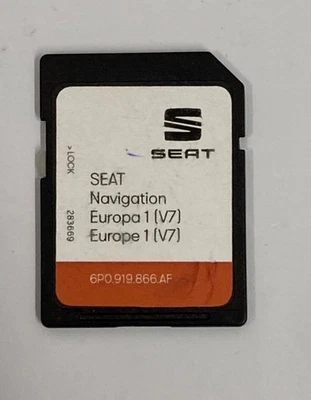 SEAT
> LOCK
283669
SEAT
Navigation
Europa 1 (V7)
Europe 1 (V7)
6P0.919.866.AF